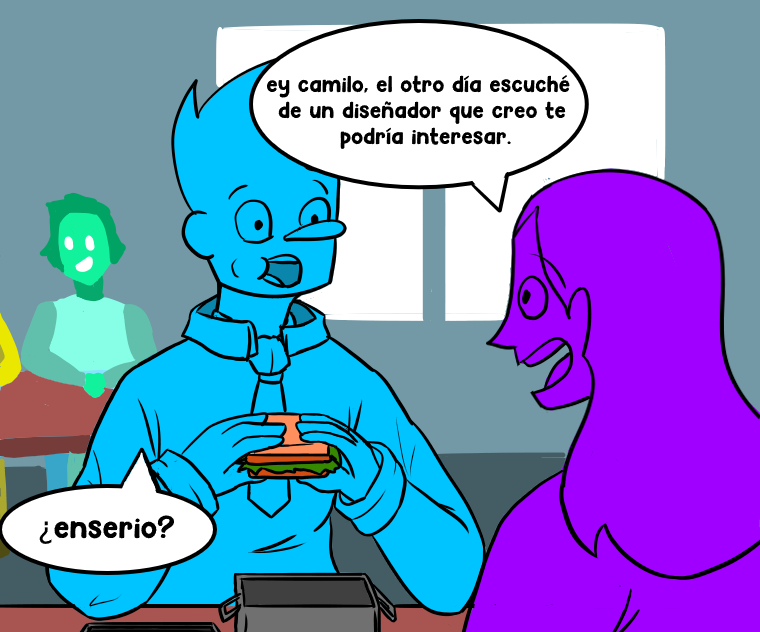 ey camilo, el otro día escuché
de un diseñador que creo te
podría interesar.
¿enserio?